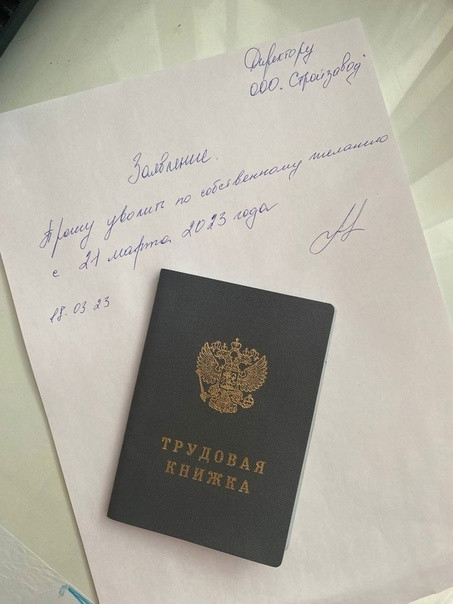 Директору
ООО "Стройзавод"
Заявление.
Прошу уволить по собственному желанию
с 21 марта 2023 года
18.03.23
ТРУДОВАЯ
КНИЖКА